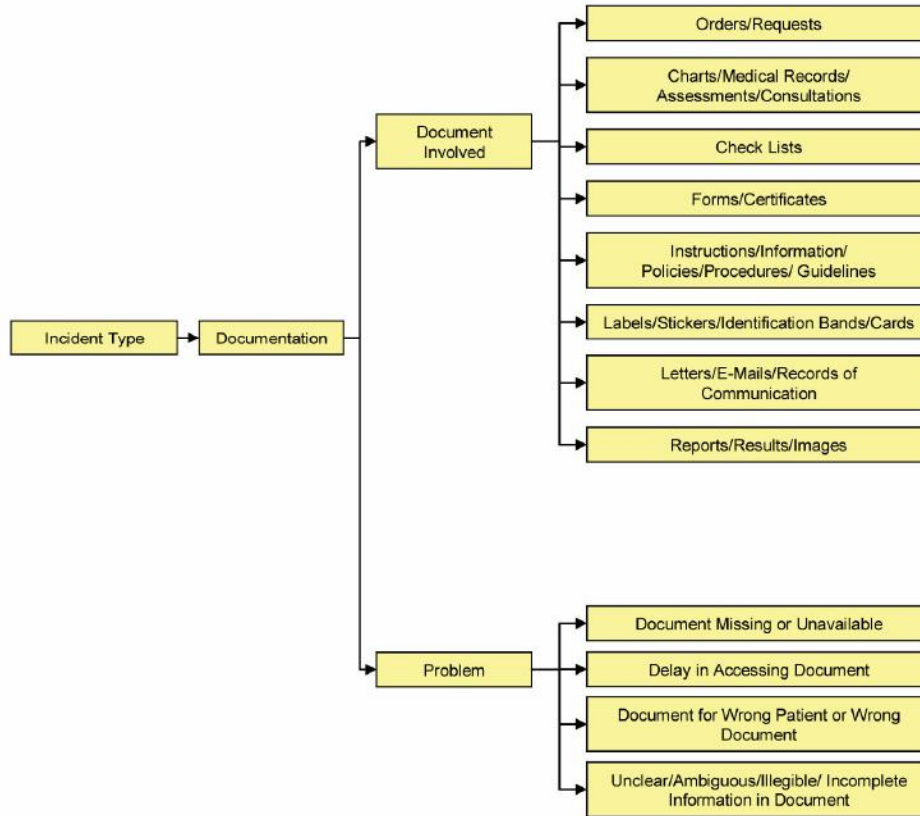 Orders/Requests
Charts/Medical Records/
Assessments/Consultations
Document
Involved
Check Lists
Forms/Certificates
Instructions/Information/
Policies/Procedures/ Guidelines
Incident Type
Documentation
Labels/Stickers/Identification Bands/Cards
Letters/E-Mails/Records of
Communication
Reports/Results/Images
Document Missing or Unavailable
Problem
Delay in Accessing Document
Document for Wrong Patient or Wrong
Document
Unclear/Ambiguous/Illegible/ Incomplete
Information in Document